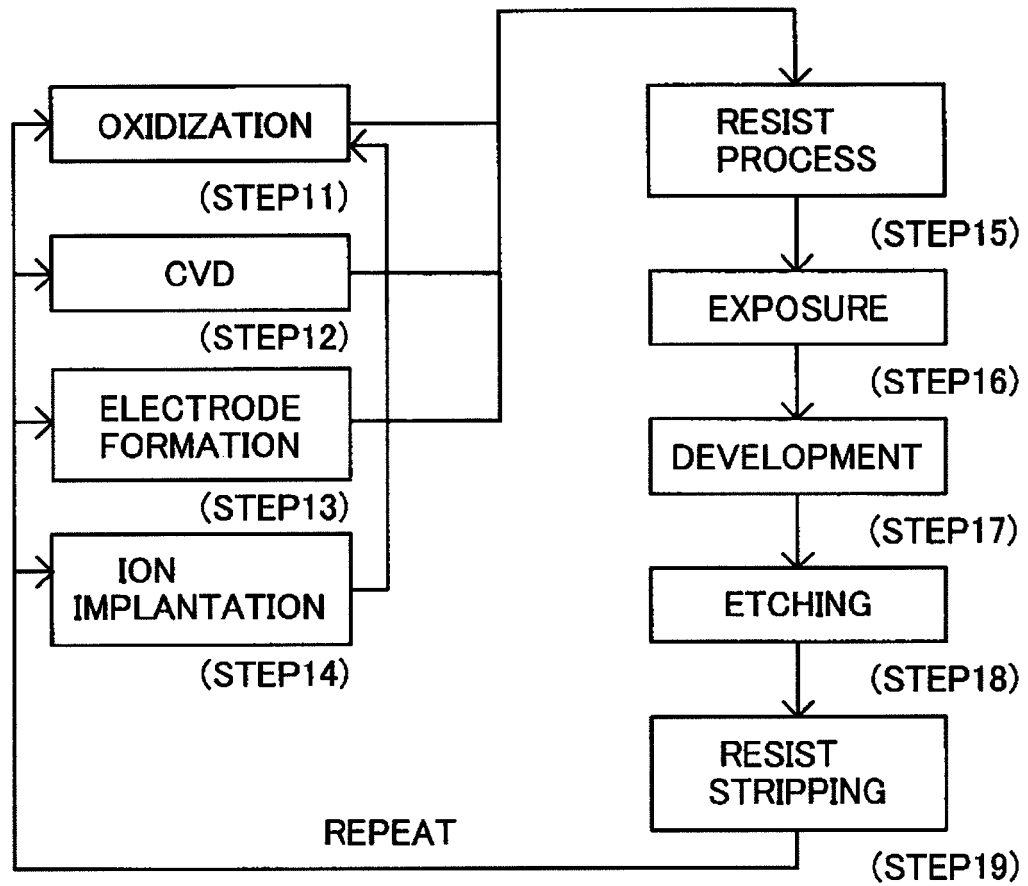 OXIDIZATION
(STEP11)
CVD
(STEP12)
ELECTRODE
FORMATION
(STEP13)
ION
IMPLANTATION
(STEP14)
RESIST
PROCESS
(STEP15)
EXPOSURE
(STEP16)
DEVELOPMENT
(STEP17)
ETCHING
(STEP18)
RESIST
STRIPPING
(STEP19)
REPEAT